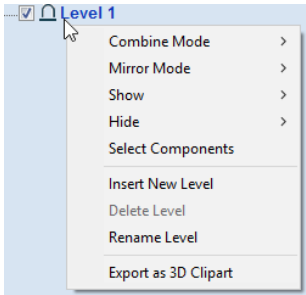 Level 1
Combine Mode
Mirror Mode
Show
Hide
Select Components
Insert New Level
Delete Level
Rename Level
Export as 3D Clipart